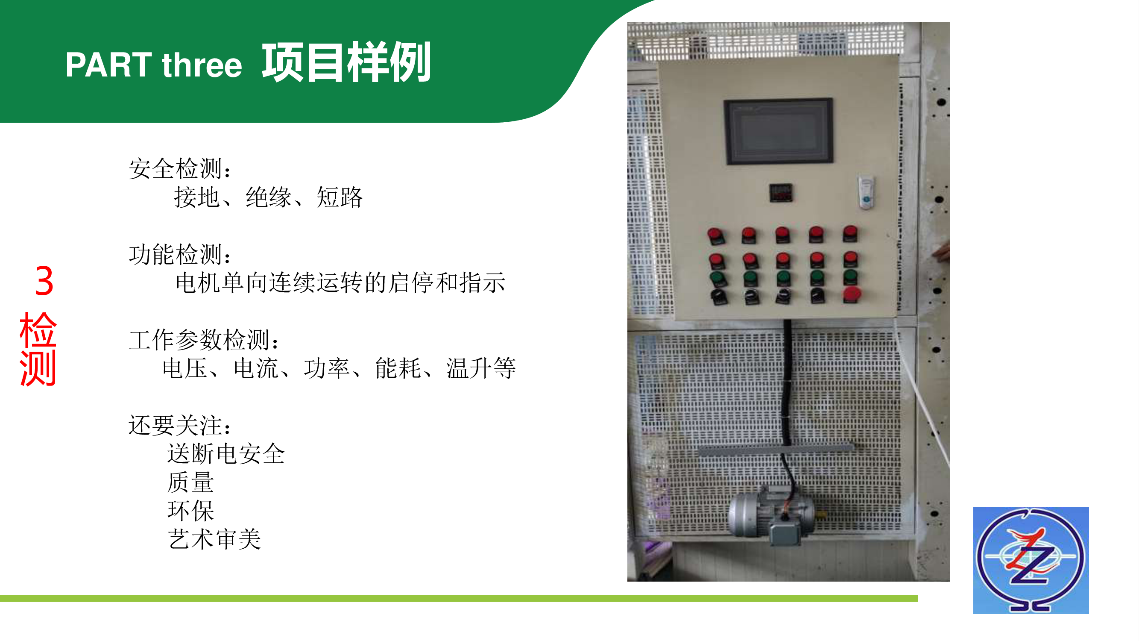 PART three 项目样例
安全检测：
接地、绝缘、短路
功能检测：
电机单向连续运转的启停和指示
工作参数检测：
电压、电流、功率、能耗、温升等
还要关注：
送断电安全
质量
环保
艺术审美
3
检
测